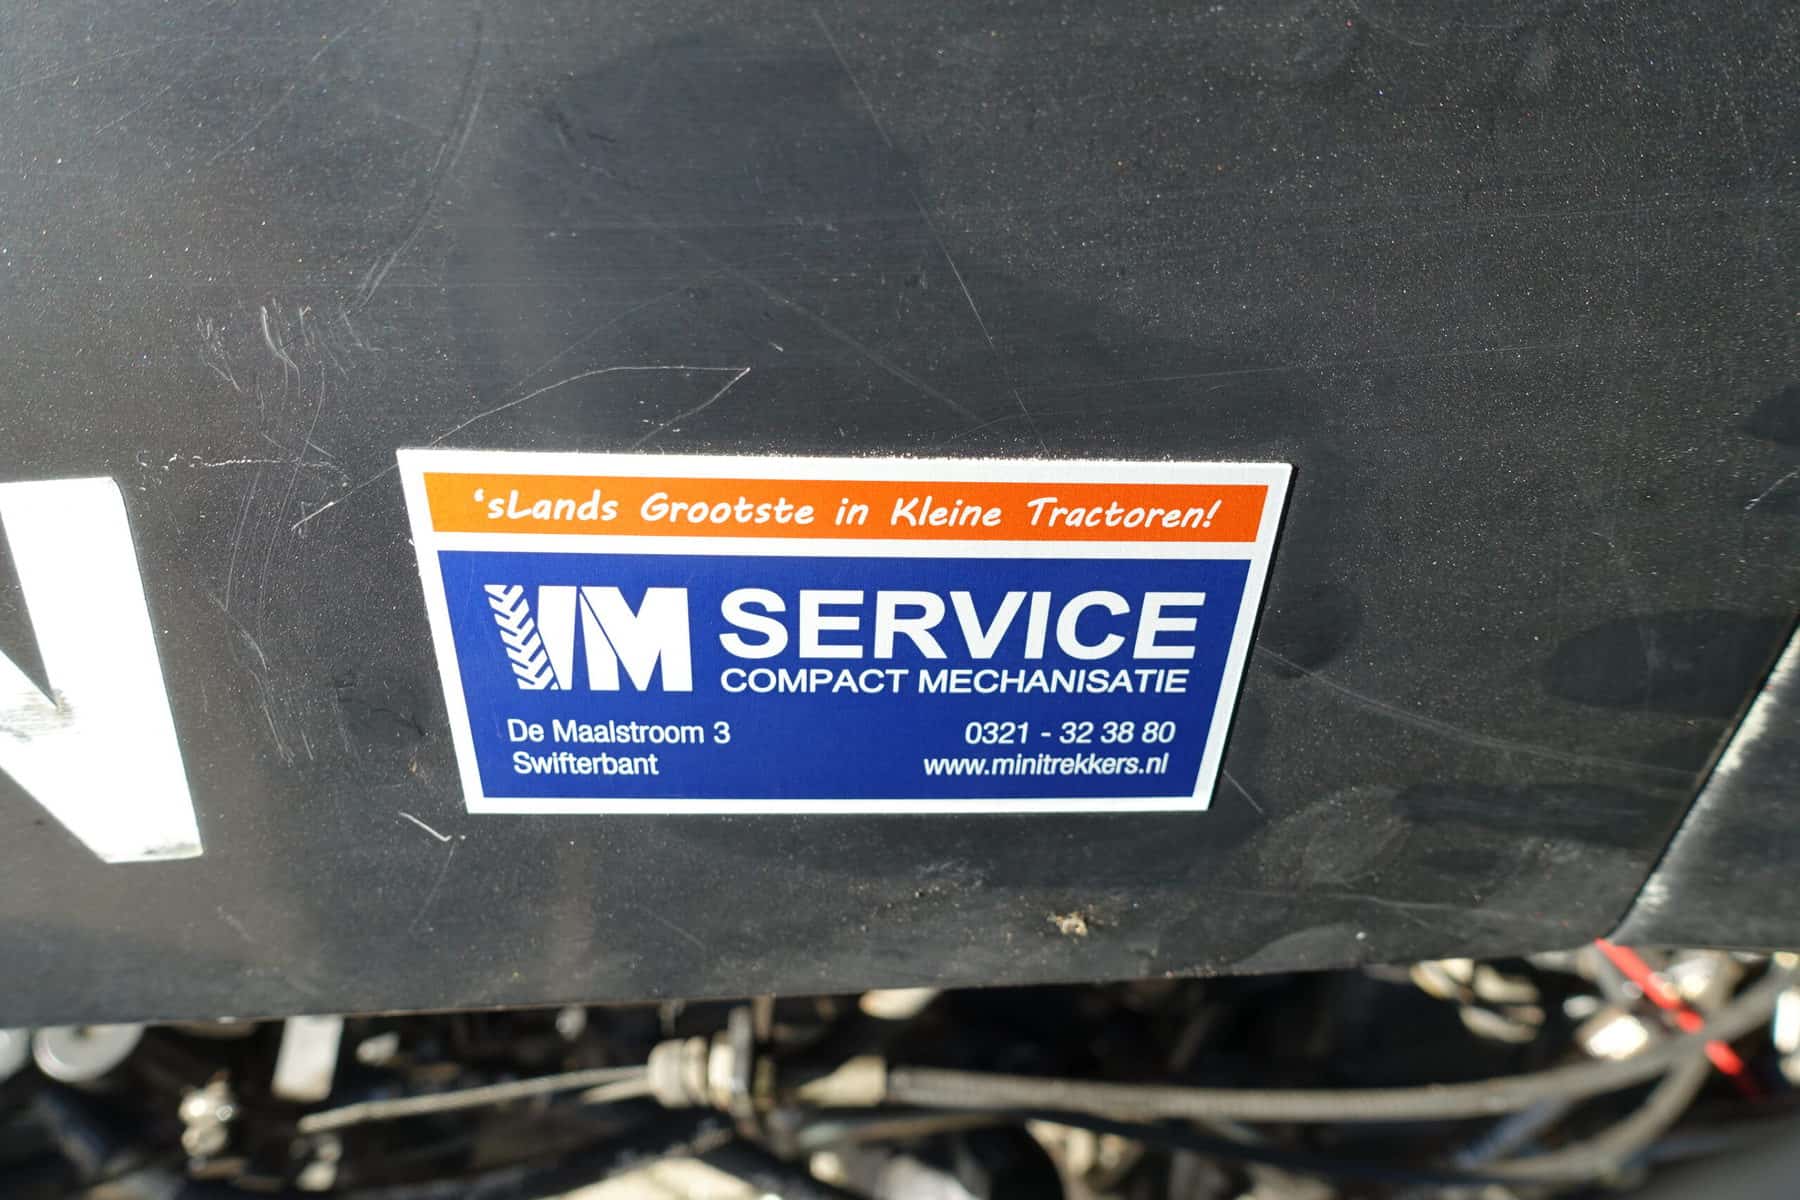 'sLands Grootste in Kleine Tractoren!
VM SERVICE
COMPACT MECHANISATIE
De Maalstroom 3
0321 - 32 38 80
Swifterbant
www.minitrekkers.nl
N